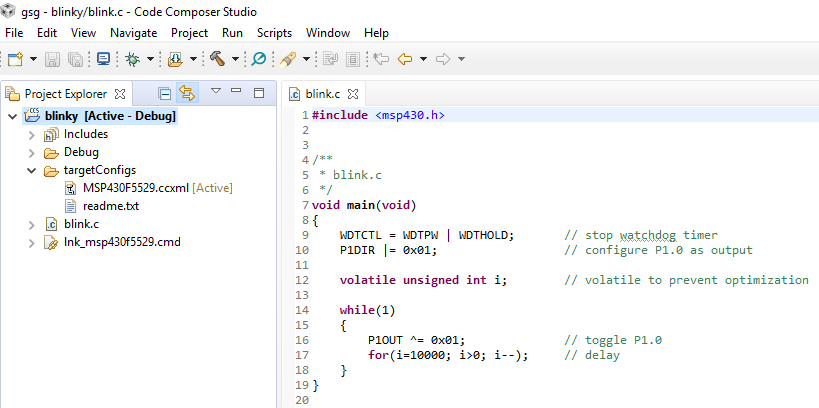 gsg - blinky/blink.c - Code Composer Studio
File Edit View Navigate Project Run Scripts Window Help
Project Explorer
blinky [Active - Debug]
Includes
Debug
targetConfigs
MSP430F5529.ccxml [Active]
readme.txt
blink.c
lnk_msp430f5529.cmd
blink.c
1 #include <msp430.h>
2
3
4 /**
5  * blink.c
6  */
7 void main(void)
8 {
9     WDTCTL = WDTPW | WDTHOLD;       // stop watchdog timer
10     P1DIR |= 0x01;                  // configure P1.0 as output
11
12     volatile unsigned int i;        // volatile to prevent optimization
13
14     while(1)
15     {
16         P1OUT ^= 0x01;              // toggle P1.0
17         for(i=10000; i>0; i--);     // delay
18     }
19 }
20